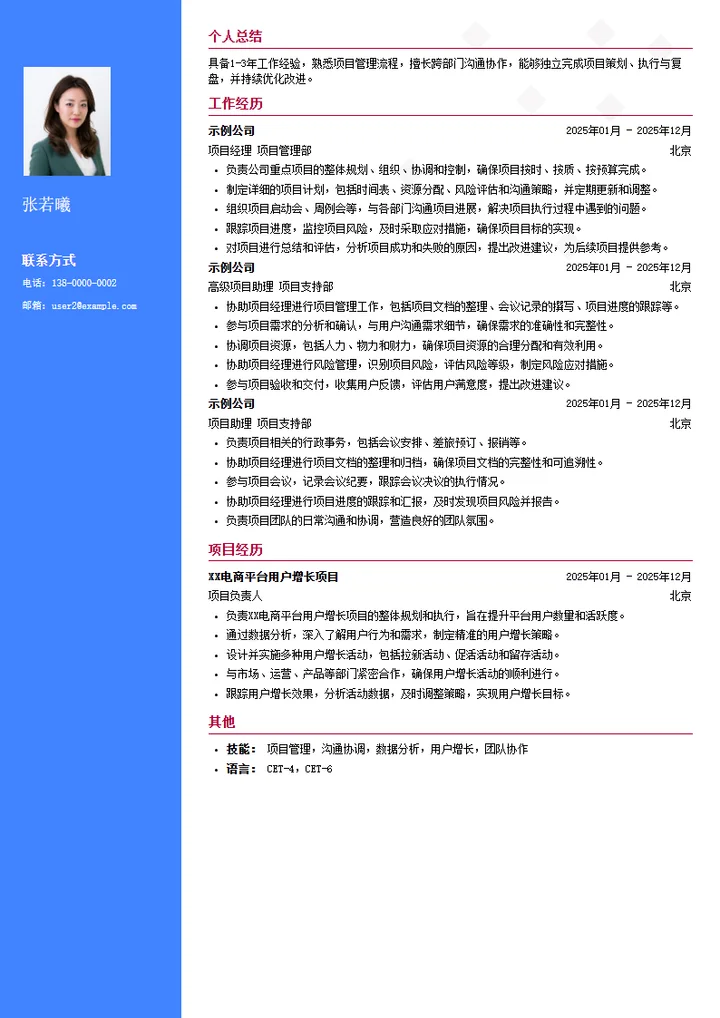 张若曦
联系方式
电话：138-0000-0002
邮箱：user2@example.com
个人总结
具备1-3年工作经验，熟悉项目管理流程，擅长跨部门沟通协作，能够独立完成项目策划、执行与复
盘，并持续优化改进。
工作经历
示例公司 2025年01月 - 2025年12月
项目经理 项目管理部 北京
• 负责公司重点项目的整体规划、组织、协调和控制，确保项目按时、按质、按预算完成。
• 制定详细的项目计划，包括时间表、资源分配、风险评估和沟通策略，并定期更新和调整。
• 组织项目启动会、周例会等，与各部门沟通项目进展，解决项目执行过程中遇到的问题。
• 跟踪项目进度，监控项目风险，及时采取应对措施，确保项目目标的实现。
• 对项目进行总结和评估，分析项目成功和失败的原因，提出改进建议，为后续项目提供参考。
示例公司 2025年01月 - 2025年12月
高级项目助理 项目支持部 北京
• 协助项目经理进行项目管理工作，包括项目文档的整理、会议记录的撰写、项目进度的跟踪等。
• 参与项目需求的分析和确认，与用户沟通需求细节，确保需求的准确性和完整性。
• 协调项目资源，包括人力、物力和财力，确保项目资源的合理分配和有效利用。
• 协助项目经理进行风险管理，识别项目风险，评估风险等级，制定风险应对措施。
• 参与项目验收和交付，收集用户反馈，评估用户满意度，提出改进建议。
示例公司 2025年01月 - 2025年12月
项目助理 项目支持部 北京
• 负责项目相关的行政事务，包括会议安排、差旅预订、报销等。
• 协助项目经理进行项目文档的整理和归档，确保项目文档的完整性和可追溯性。
• 参与项目会议，记录会议纪要，跟踪会议决议的执行情况。
• 协助项目经理进行项目进度的跟踪和汇报，及时发现项目风险并报告。
• 负责项目团队的日常沟通和协调，营造良好的团队氛围。
项目经历
XX电商平台用户增长项目 2025年01月 - 2025年12月
项目负责人 北京
• 负责XX电商平台用户增长项目的整体规划和执行，旨在提升平台用户数量和活跃度。
• 通过数据分析，深入了解用户行为和需求，制定精准的用户增长策略。
• 设计并实施多种用户增长活动，包括拉新活动、促活活动和留存活动。
• 与市场、运营、产品等部门紧密合作，确保用户增长活动的顺利进行。
• 跟踪用户增长效果，分析活动数据，及时调整策略，实现用户增长目标。
其他
• 技能： 项目管理，沟通协调，数据分析，用户增长，团队协作
• 语言： CET-4，CET-6